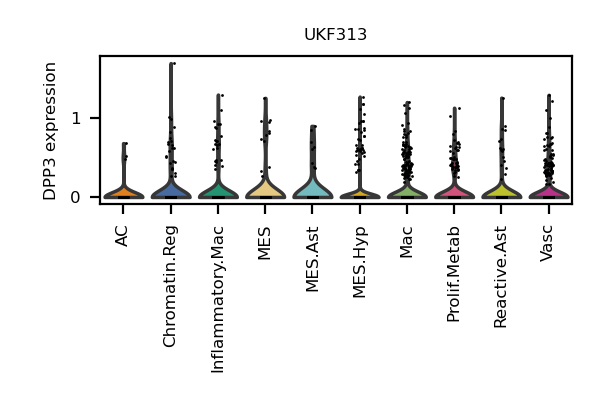 UKF313
DPP3 expression
1
0
AC
Chromatin.Reg
Inflammatory.Mac
MES
MES.Ast
MES.Hyp
Mac
Prolif.Metab
Reactive.Ast
Vasc